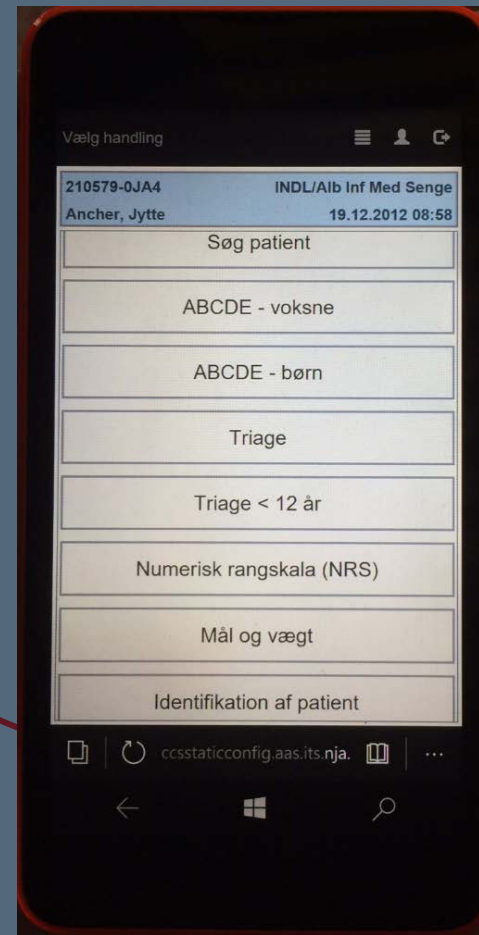 Vælg handling
210579-0JA4 INDL/Alb Inf Med Senge
Ancher, Jytte 19.12.2012 08:58
Søg patient
ABCDE - voksne
ABCDE - børn
Triage
Triage < 12 år
Numerisk rangskala (NRS)
Mål og vægt
Identifikation af patient
ccsstaticconfig.aas.its.nja.